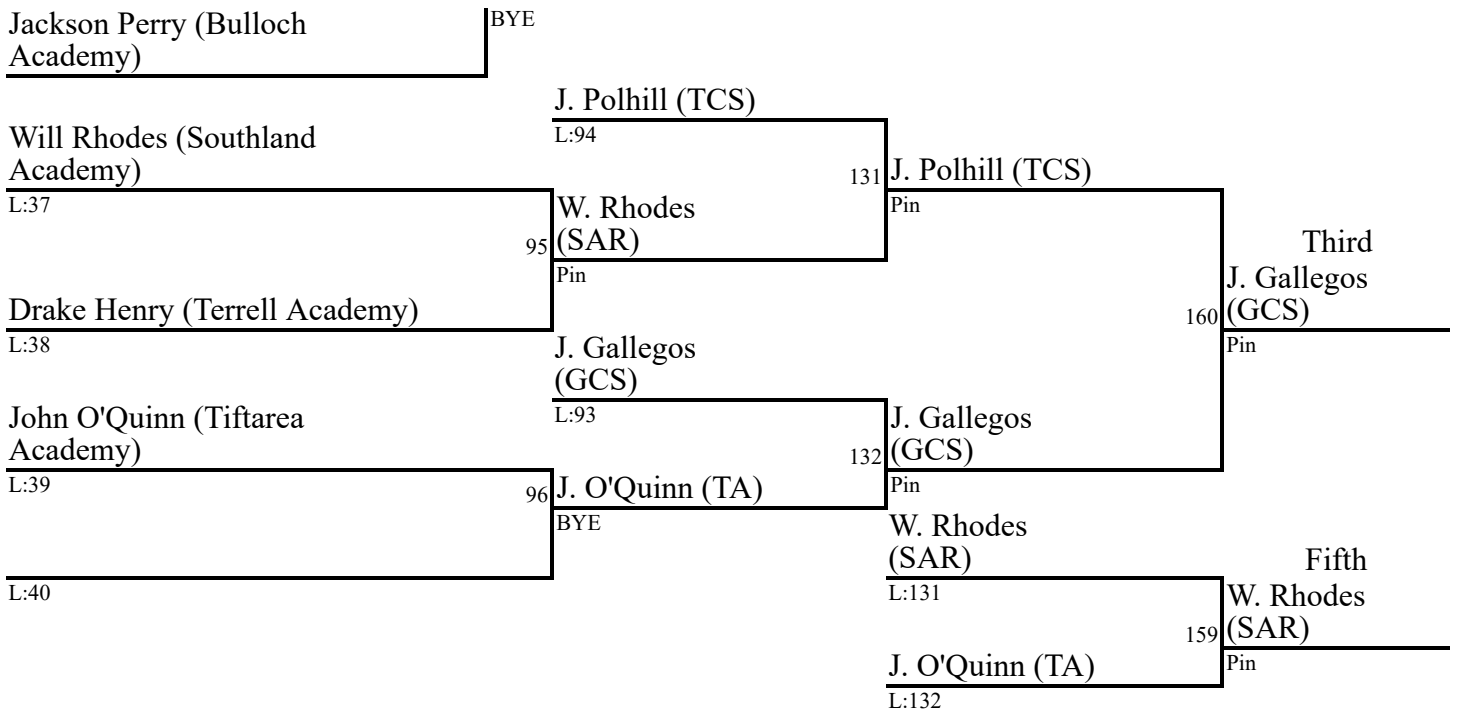 Jackson Perry (Bulloch
Academy)
BYE
J. Polhill (TCS)
L:94
Will Rhodes (Southland
Academy)
L:37
131
J. Polhill (TCS)
Pin
W. Rhodes
(SAR)
95
Pin
Third
J. Gallegos
(GCS)
160
Pin
Drake Henry (Terrell Academy)
L:38
J. Gallegos
(GCS)
L:93
John O'Quinn (Tiftarea
Academy)
L:39
J. Gallegos
(GCS)
132
Pin
96
J. O'Quinn (TA)
BYE
W. Rhodes
(SAR)
L:131
Fifth
W. Rhodes
(SAR)
159
Pin
L:40
J. O'Quinn (TA)
L:132